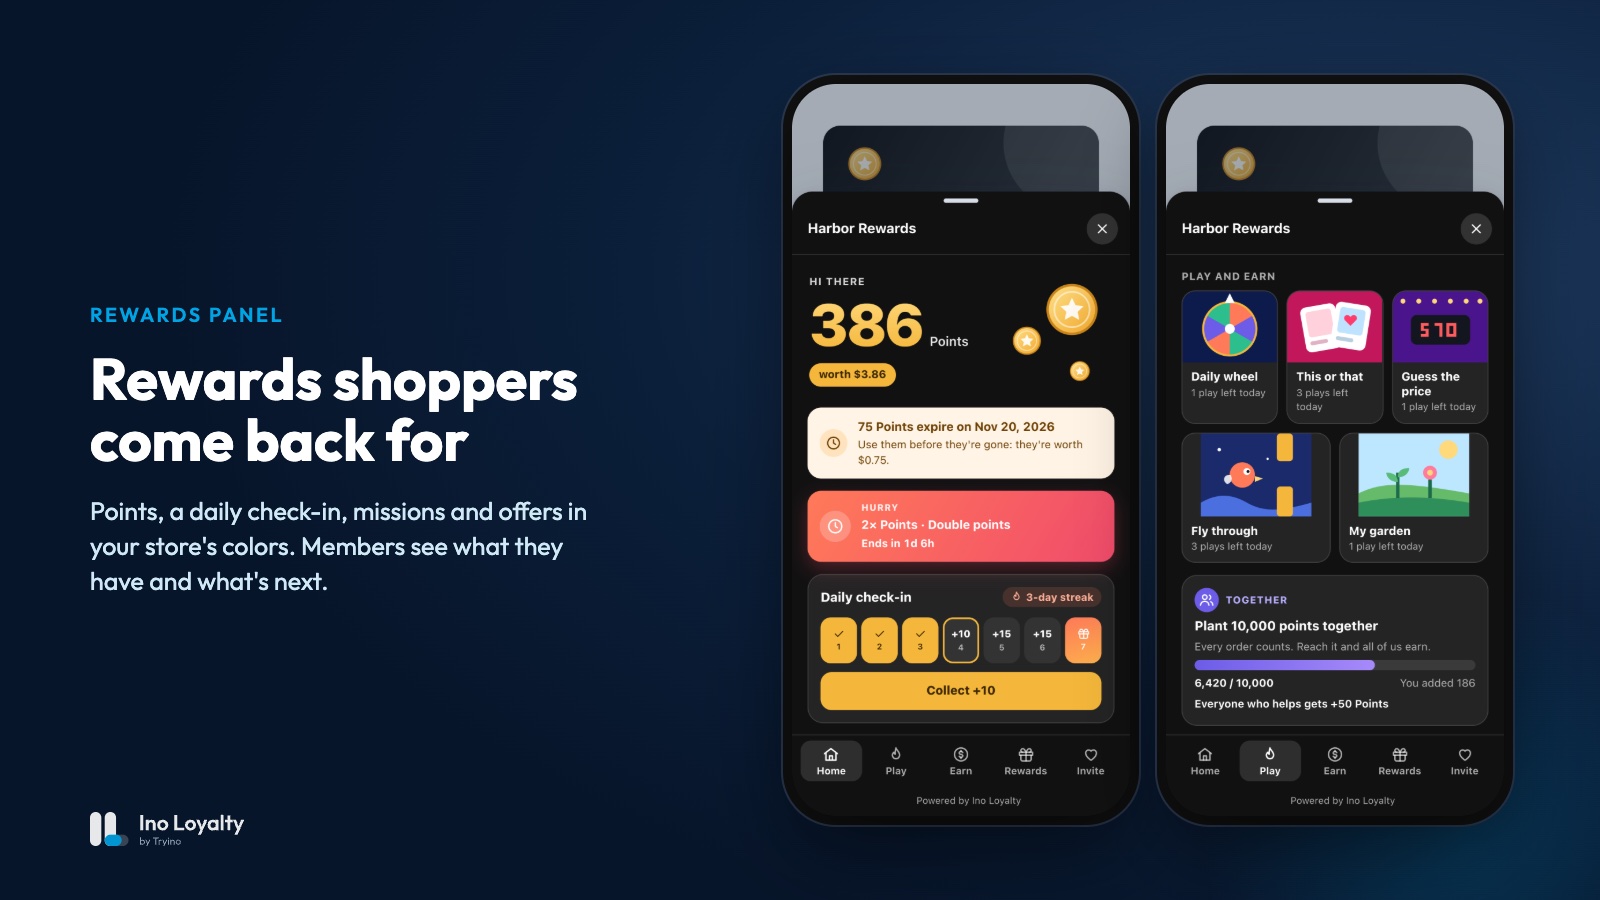 REWARDS PANEL
Rewards shoppers
come back for
Points, a daily check-in, missions and offers in
your store's colors. Members see what they
have and what's next.
Ino Loyalty
by Tryino
Harbor Rewards
HI THERE
386 Points
worth $3.86
75 Points expire on Nov 20, 2026
Use them before they're gone: they're worth
$0.75.
HURRY
2× Points · Double points
Ends in 1d 6h
Daily check-in
3-day streak
+10 +15 +15
1 2 3 4 5 6 7
Collect +10
Home Play Earn Rewards Invite
Powered by Ino Loyalty
Harbor Rewards
PLAY AND EARN
570
Daily wheel
1 play left today
This or that
3 plays left
today
Guess the
price
1 play left today
Fly through
3 plays left today
My garden
1 play left today
TOGETHER
Plant 10,000 points together
Every order counts. Reach it and all of us earn.
6,420 / 10,000
You added 186
Everyone who helps gets +50 Points
Home Play Earn Rewards Invite
Powered by Ino Loyalty